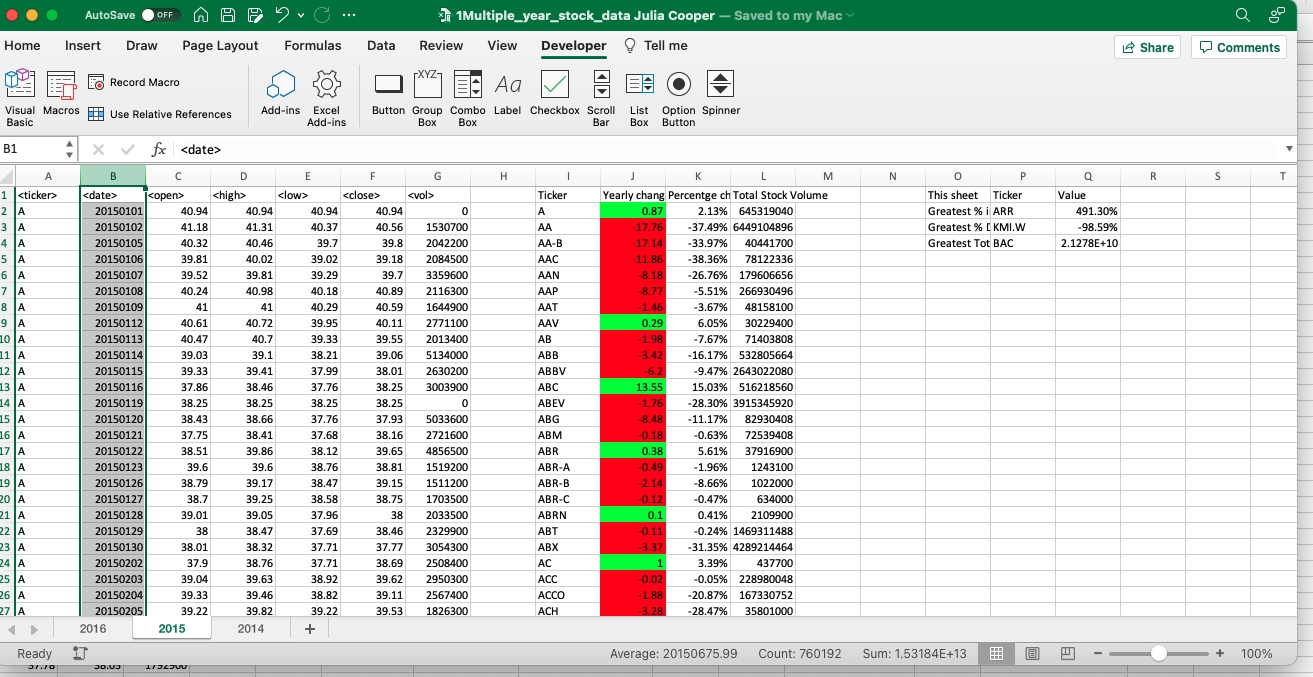 AutoSave OFF 1Multiple_year_stock_data Julia Cooper — Saved to my Mac
Home Insert Draw Page Layout Formulas Data Review View Developer Tell me Share Comments
Visual Basic Macros Record Macro Use Relative References Add-ins Excel Add-ins Button Group Box Combo Box Label Checkbox Scroll Bar List Box Option Button Spinner
XYZ Aa
B1 fx <date>
A B C D E F G H I J K L M N O P Q R S T
1 <ticker> <date> <open> <high> <low> <close> <vol> Ticker Yearly chang Percentge ch Total Stock Volume This sheet Ticker Value
2 A 20150101 40.94 40.94 40.94 40.94 0 A 0.87 2.13% 645319040 Greatest % i ARR 491.30%
3 A 20150102 41.18 41.31 40.37 40.56 1530700 AA -17.76 -37.49% 6449104896 Greatest % D KMI.W -98.59%
4 A 20150105 40.32 40.46 39.7 39.8 2042200 AA-B -17.14 -33.97% 40441700 Greatest Tot BAC 2.1278E+10
5 A 20150106 39.81 40.02 39.02 39.18 2084500 AAC -11.86 -38.36% 78122336
6 A 20150107 39.52 39.81 39.29 39.7 3359600 AAN -8.18 -26.76% 179606656
7 A 20150108 40.24 40.98 40.18 40.89 2116300 AAP -8.77 -5.51% 266930496
8 A 20150109 41 41 40.29 40.59 1644900 AAT -1.46 -3.67% 48158100
9 A 20150112 40.61 40.72 39.95 40.11 2771100 AAV 0.29 6.05% 30229400
10 A 20150113 40.47 40.7 39.33 39.55 2013400 AB -1.98 -7.67% 71403808
11 A 20150114 39.03 39.1 38.21 39.06 5134000 ABB -3.42 -16.17% 532805664
12 A 20150115 39.33 39.41 37.99 38.01 2630200 ABBV -6.2 -9.47% 2643022080
13 A 20150116 37.86 38.46 37.76 38.25 3003900 ABC 13.55 15.03% 516218560
14 A 20150119 38.25 38.25 38.25 38.25 0 ABEV -1.76 -28.30% 3915345920
15 A 20150120 38.43 38.66 37.76 37.93 5033600 ABG -8.48 -11.17% 82930408
16 A 20150121 37.75 38.41 37.68 38.16 2721600 ABM -0.18 -0.63% 72539408
17 A 20150122 38.51 39.86 38.12 39.65 4856500 ABR 0.38 5.61% 37916900
18 A 20150123 39.6 39.6 38.76 38.81 1519200 ABR-A -0.49 -1.96% 1243100
19 A 20150126 38.79 39.17 38.47 39.15 1511200 ABR-B -2.14 -8.66% 1022000
20 A 20150127 38.7 39.25 38.58 38.75 1703500 ABR-C -0.12 -0.47% 634000
21 A 20150128 39.01 39.05 37.96 38 2033500 ABRN 0.1 0.41% 2109900
22 A 20150129 38 38.47 37.69 38.46 2329900 ABT -0.11 -0.24% 1469311488
23 A 20150130 38.01 38.32 37.71 37.77 3054300 ABX -3.37 -31.35% 4289214464
24 A 20150202 37.9 38.76 37.71 38.69 2508400 AC 1 3.39% 437700
25 A 20150203 39.04 39.63 38.92 39.62 2950300 ACC -0.02 -0.05% 228980048
26 A 20150204 39.33 39.46 38.82 39.11 2567400 ACCO -1.88 -20.87% 167330752
27 A 20150205 39.22 39.82 39.22 39.53 1826300 ACH -3.28 -28.47% 35801000
2016 2015 2014 +
Ready Average: 20150675.99 Count: 760192 Sum: 1.53184E+13 − + 100%
37.78 38.03 1792900